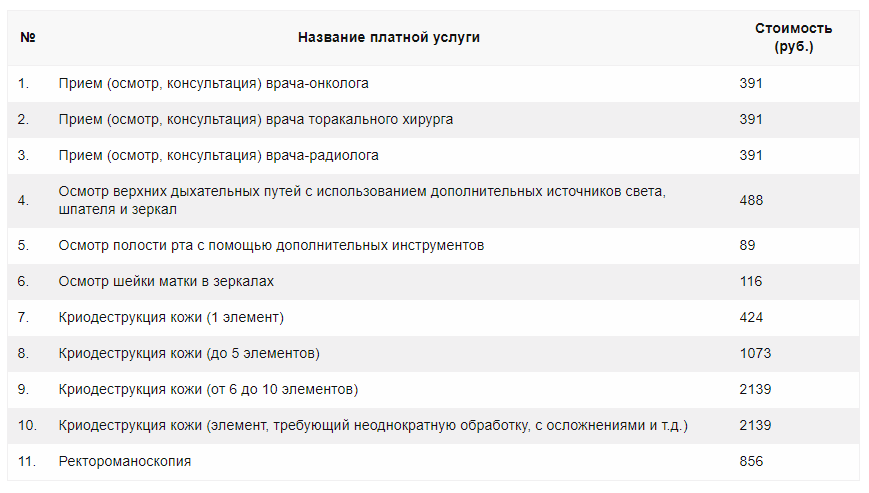 № Название платной услуги Стоимость
(руб.)
1. Прием (осмотр, консультация) врача-онколога 391
2. Прием (осмотр, консультация) врача торакального хирурга 391
3. Прием (осмотр, консультация) врача-радиолога 391
4. Осмотр верхних дыхательных путей с использованием дополнительных источников света,
шпателя и зеркал 488
5. Осмотр полости рта с помощью дополнительных инструментов 89
6. Осмотр шейки матки в зеркалах 116
7. Криодеструкция кожи (1 элемент) 424
8. Криодеструкция кожи (до 5 элементов) 1073
9. Криодеструкция кожи (от 6 до 10 элементов) 2139
10. Криодеструкция кожи (элемент, требующий неоднократную обработку, с осложнениями и т.д.) 2139
11. Ректороманоскопия 856